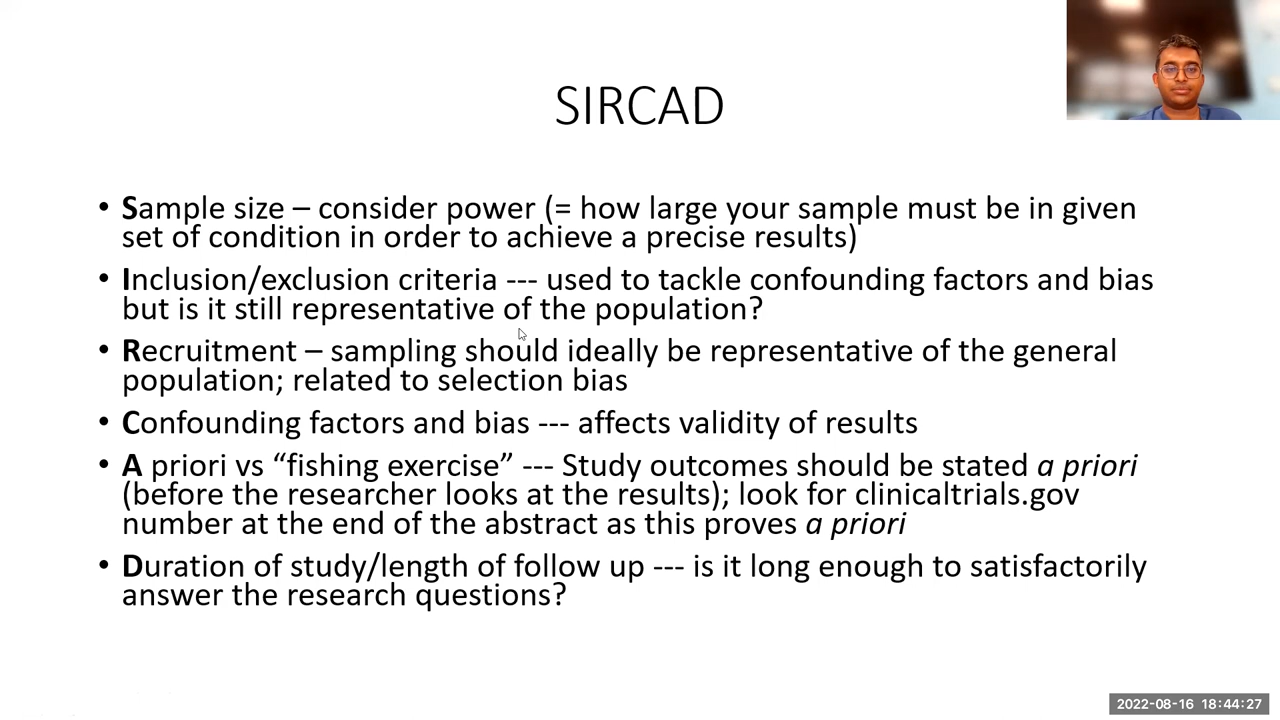 SIRCAD
• Sample size – consider power (= how large your sample must be in given
set of condition in order to achieve a precise results)
• Inclusion/exclusion criteria --- used to tackle confounding factors and bias
but is it still representative of the population?
• Recruitment – sampling should ideally be representative of the general
population; related to selection bias
• Confounding factors and bias --- affects validity of results
• A priori vs “fishing exercise” --- Study outcomes should be stated a priori
(before the researcher looks at the results); look for clinicaltrials.gov
number at the end of the abstract as this proves a priori
• Duration of study/length of follow up --- is it long enough to satisfactorily
answer the research questions?
2022-08-16 18:44:27